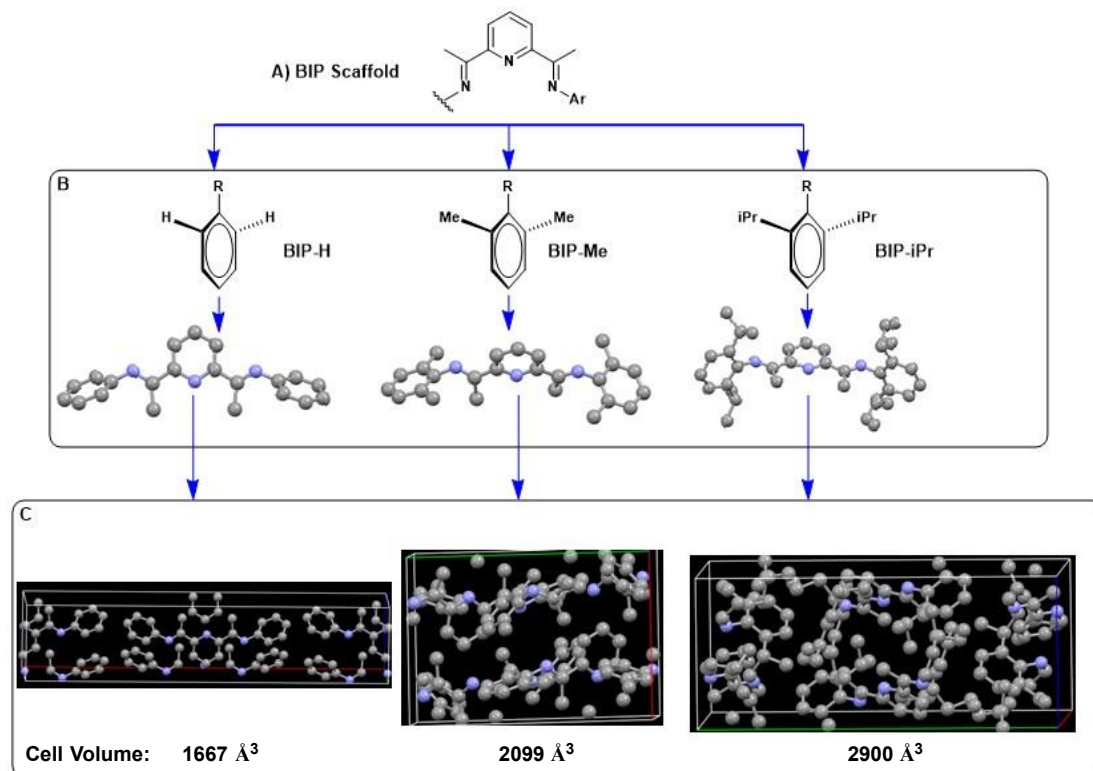 A) BIP Scaffold
N
N
N
Ar
B
R
H
H
BIP-H
R
Me
Me
BIP-Me
R
iPr
iPr
BIP-iPr
C
Cell Volume: 1667 Å³ 2099 Å³ 2900 Å³